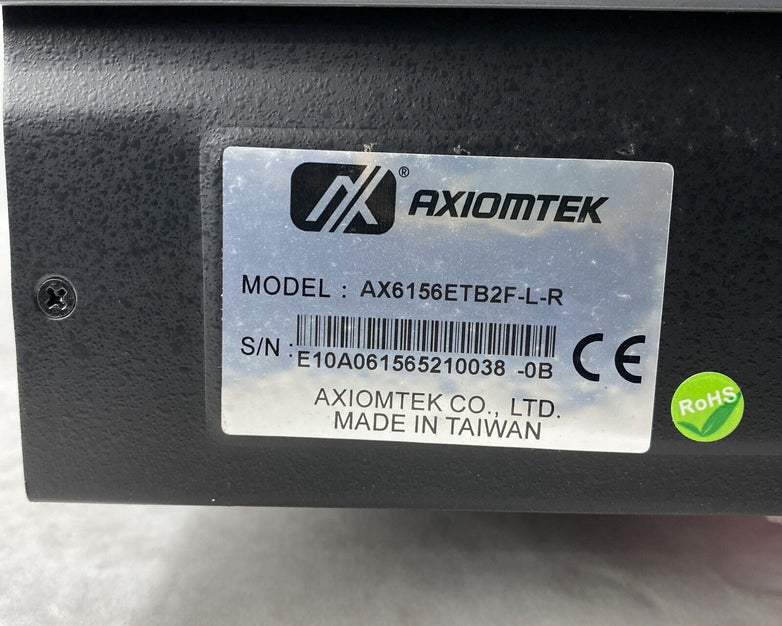 ® AXIOMTEK
MODEL : AX6156ETB2F-L-R
S/N :
E10A061565210038 -0B
CE
AXIOMTEK CO., LTD.
MADE IN TAIWAN
RoHS